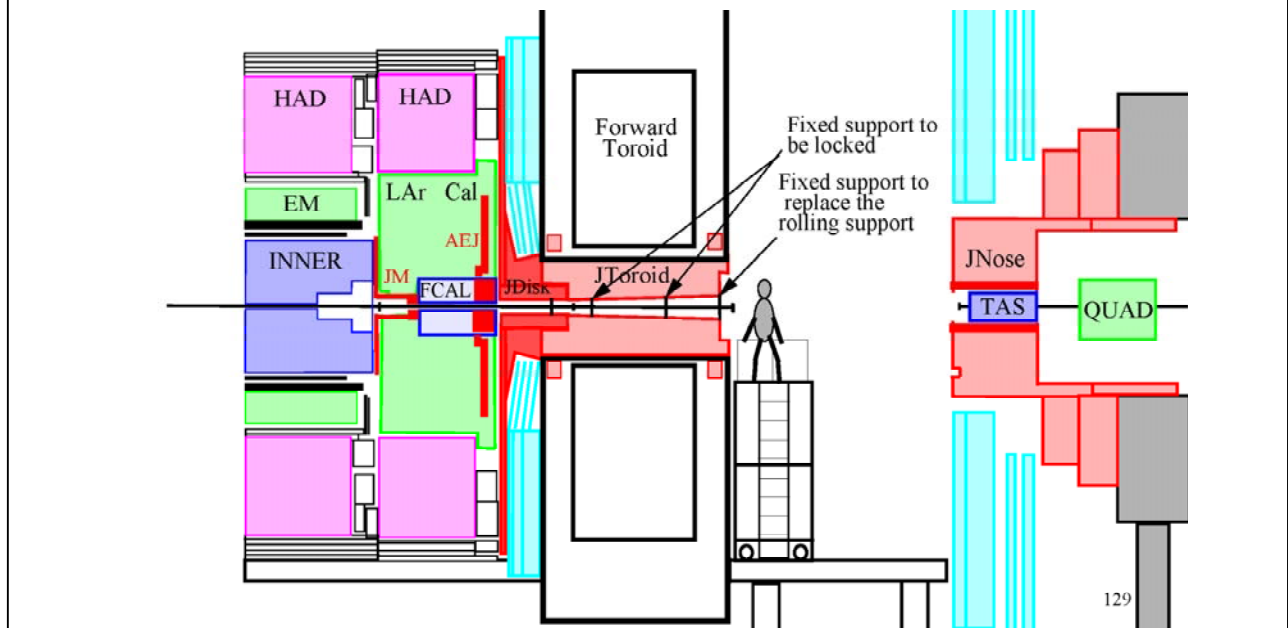 HAD
HAD
Forward
Toroid
Fixed support to
be locked
Fixed support to
replace the
rolling support
LAr Cal
EM
AEJ
INNER
JM
FCAL
JDisk
JToroid
JNose
TAS
QUAD
129